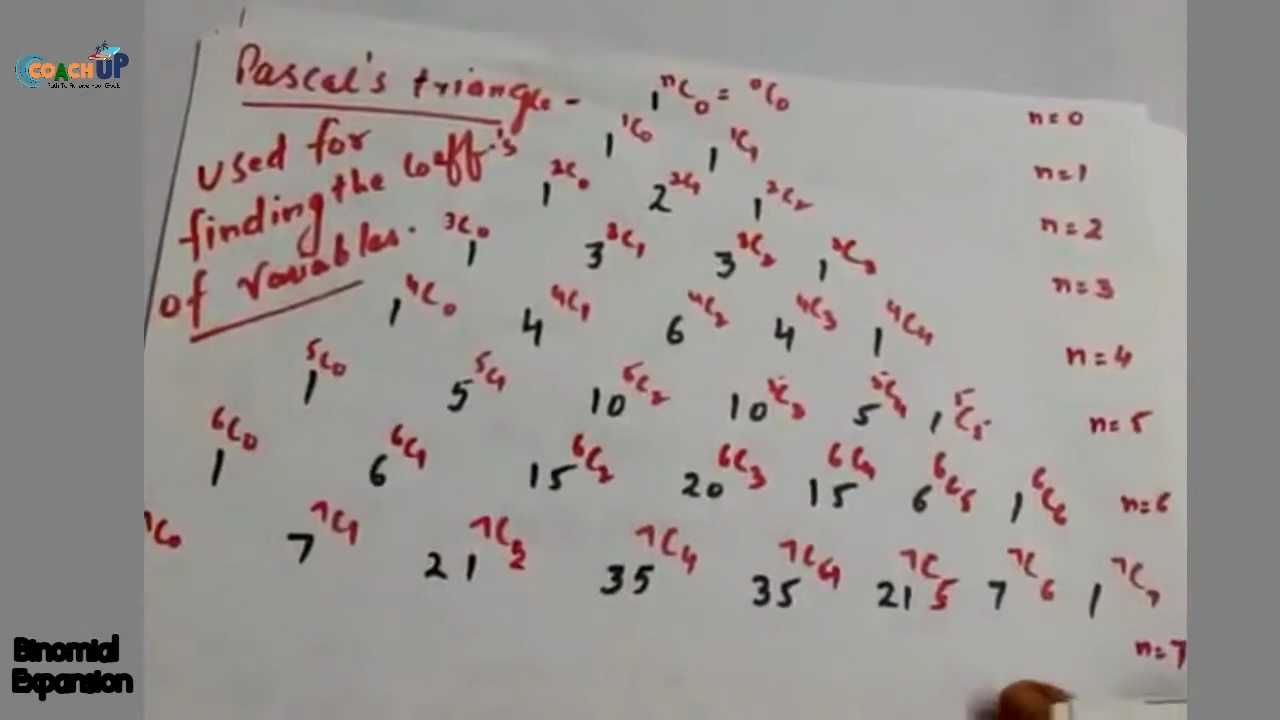 COACHUP
Pascal's triangle -
used for
finding the coeff.'s
of variables.
1 ⁿC₀ = ⁰C₀ n=0
1 ¹C₀ 1 ¹C₁ n=1
1 ²C₀ 2 ²C₁ 1 ²C₂ n=2
³C₀ 1 3 ³C₁ 3 ³C₂ 1 ³C₃ n=3
1 ⁴C₀ 4 ⁴C₁ 6 ⁴C₂ 4 ⁴C₃ 1 ⁴C₄ n=4
1 ⁵C₀ 5 ⁵C₁ 10 ⁵C₂ 10 ⁵C₃ 5 ⁵C₄ 1 ⁵C₅ n=5
1 ⁶C₀ 6 ⁶C₁ 15 ⁶C₂ 20 ⁶C₃ 15 ⁶C₄ 6 ⁶C₅ 1 ⁶C₆ n=6
⁷C₀ 7 ⁷C₁ 21 ⁷C₂ 35 ⁷C₄ 35 ⁷C₄ 21 ⁷C₅ 7 ⁷C₆ 1 ⁷C₇
n=7
Binomial
Expansion